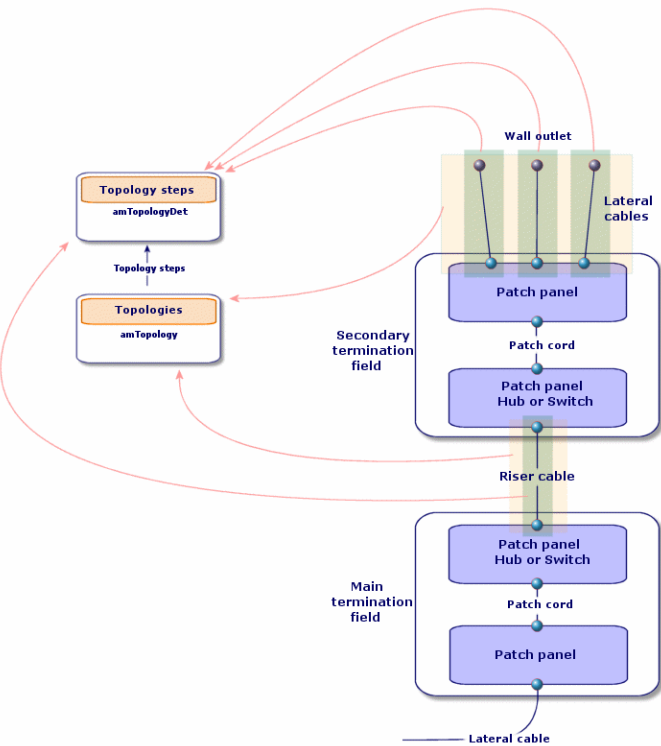 Wall outlet
Topology steps
amTopologyDet
Lateral
cables
Topology steps
Patch panel
Topologies
amTopology
Secondary
termination
field
Patch cord
Patch panel
Hub or Switch
Riser cable
Patch panel
Hub or Switch
Main
termination
field
Patch cord
Patch panel
Lateral cable